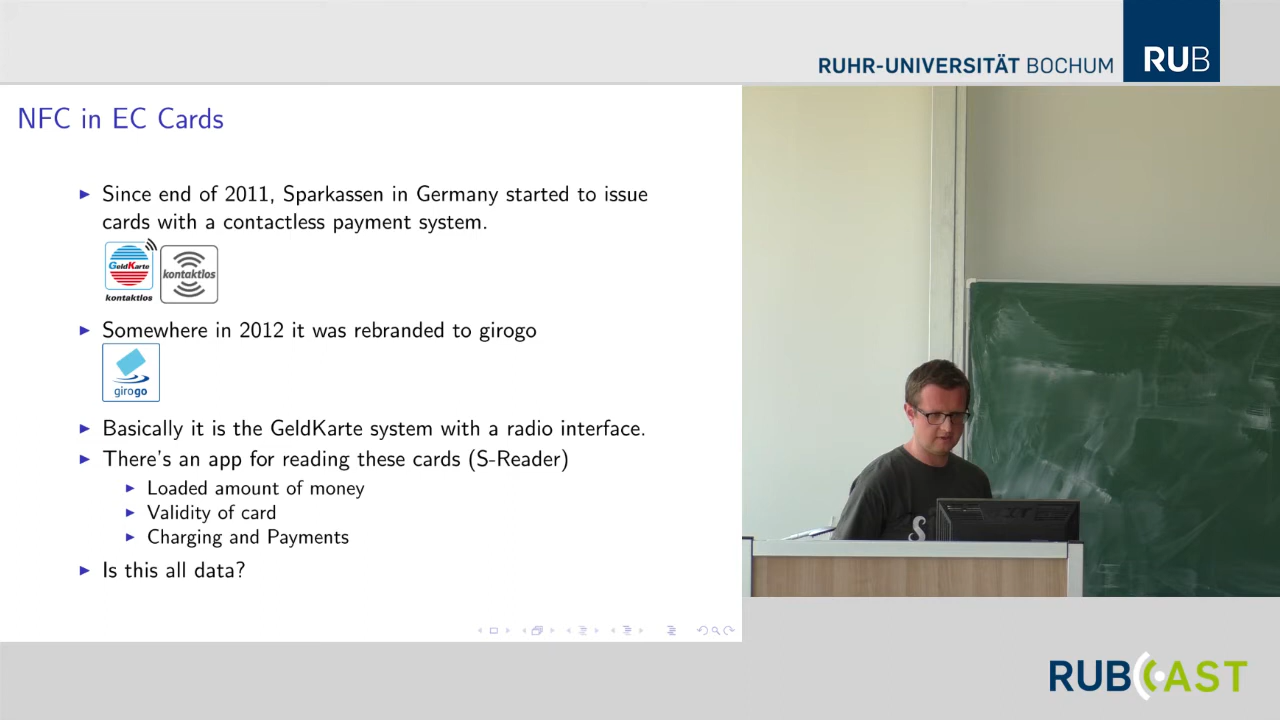 RUHR-UNIVERSITÄT BOCHUM RUB
NFC in EC Cards
Since end of 2011, Sparkassen in Germany started to issue
cards with a contactless payment system.
GeldKarte
kontaktlos
kontaktlos
Somewhere in 2012 it was rebranded to girogo
girogo
Basically it is the GeldKarte system with a radio interface.
There's an app for reading these cards (S-Reader)
Loaded amount of money
Validity of card
Charging and Payments
Is this all data?
S
RUBCAST